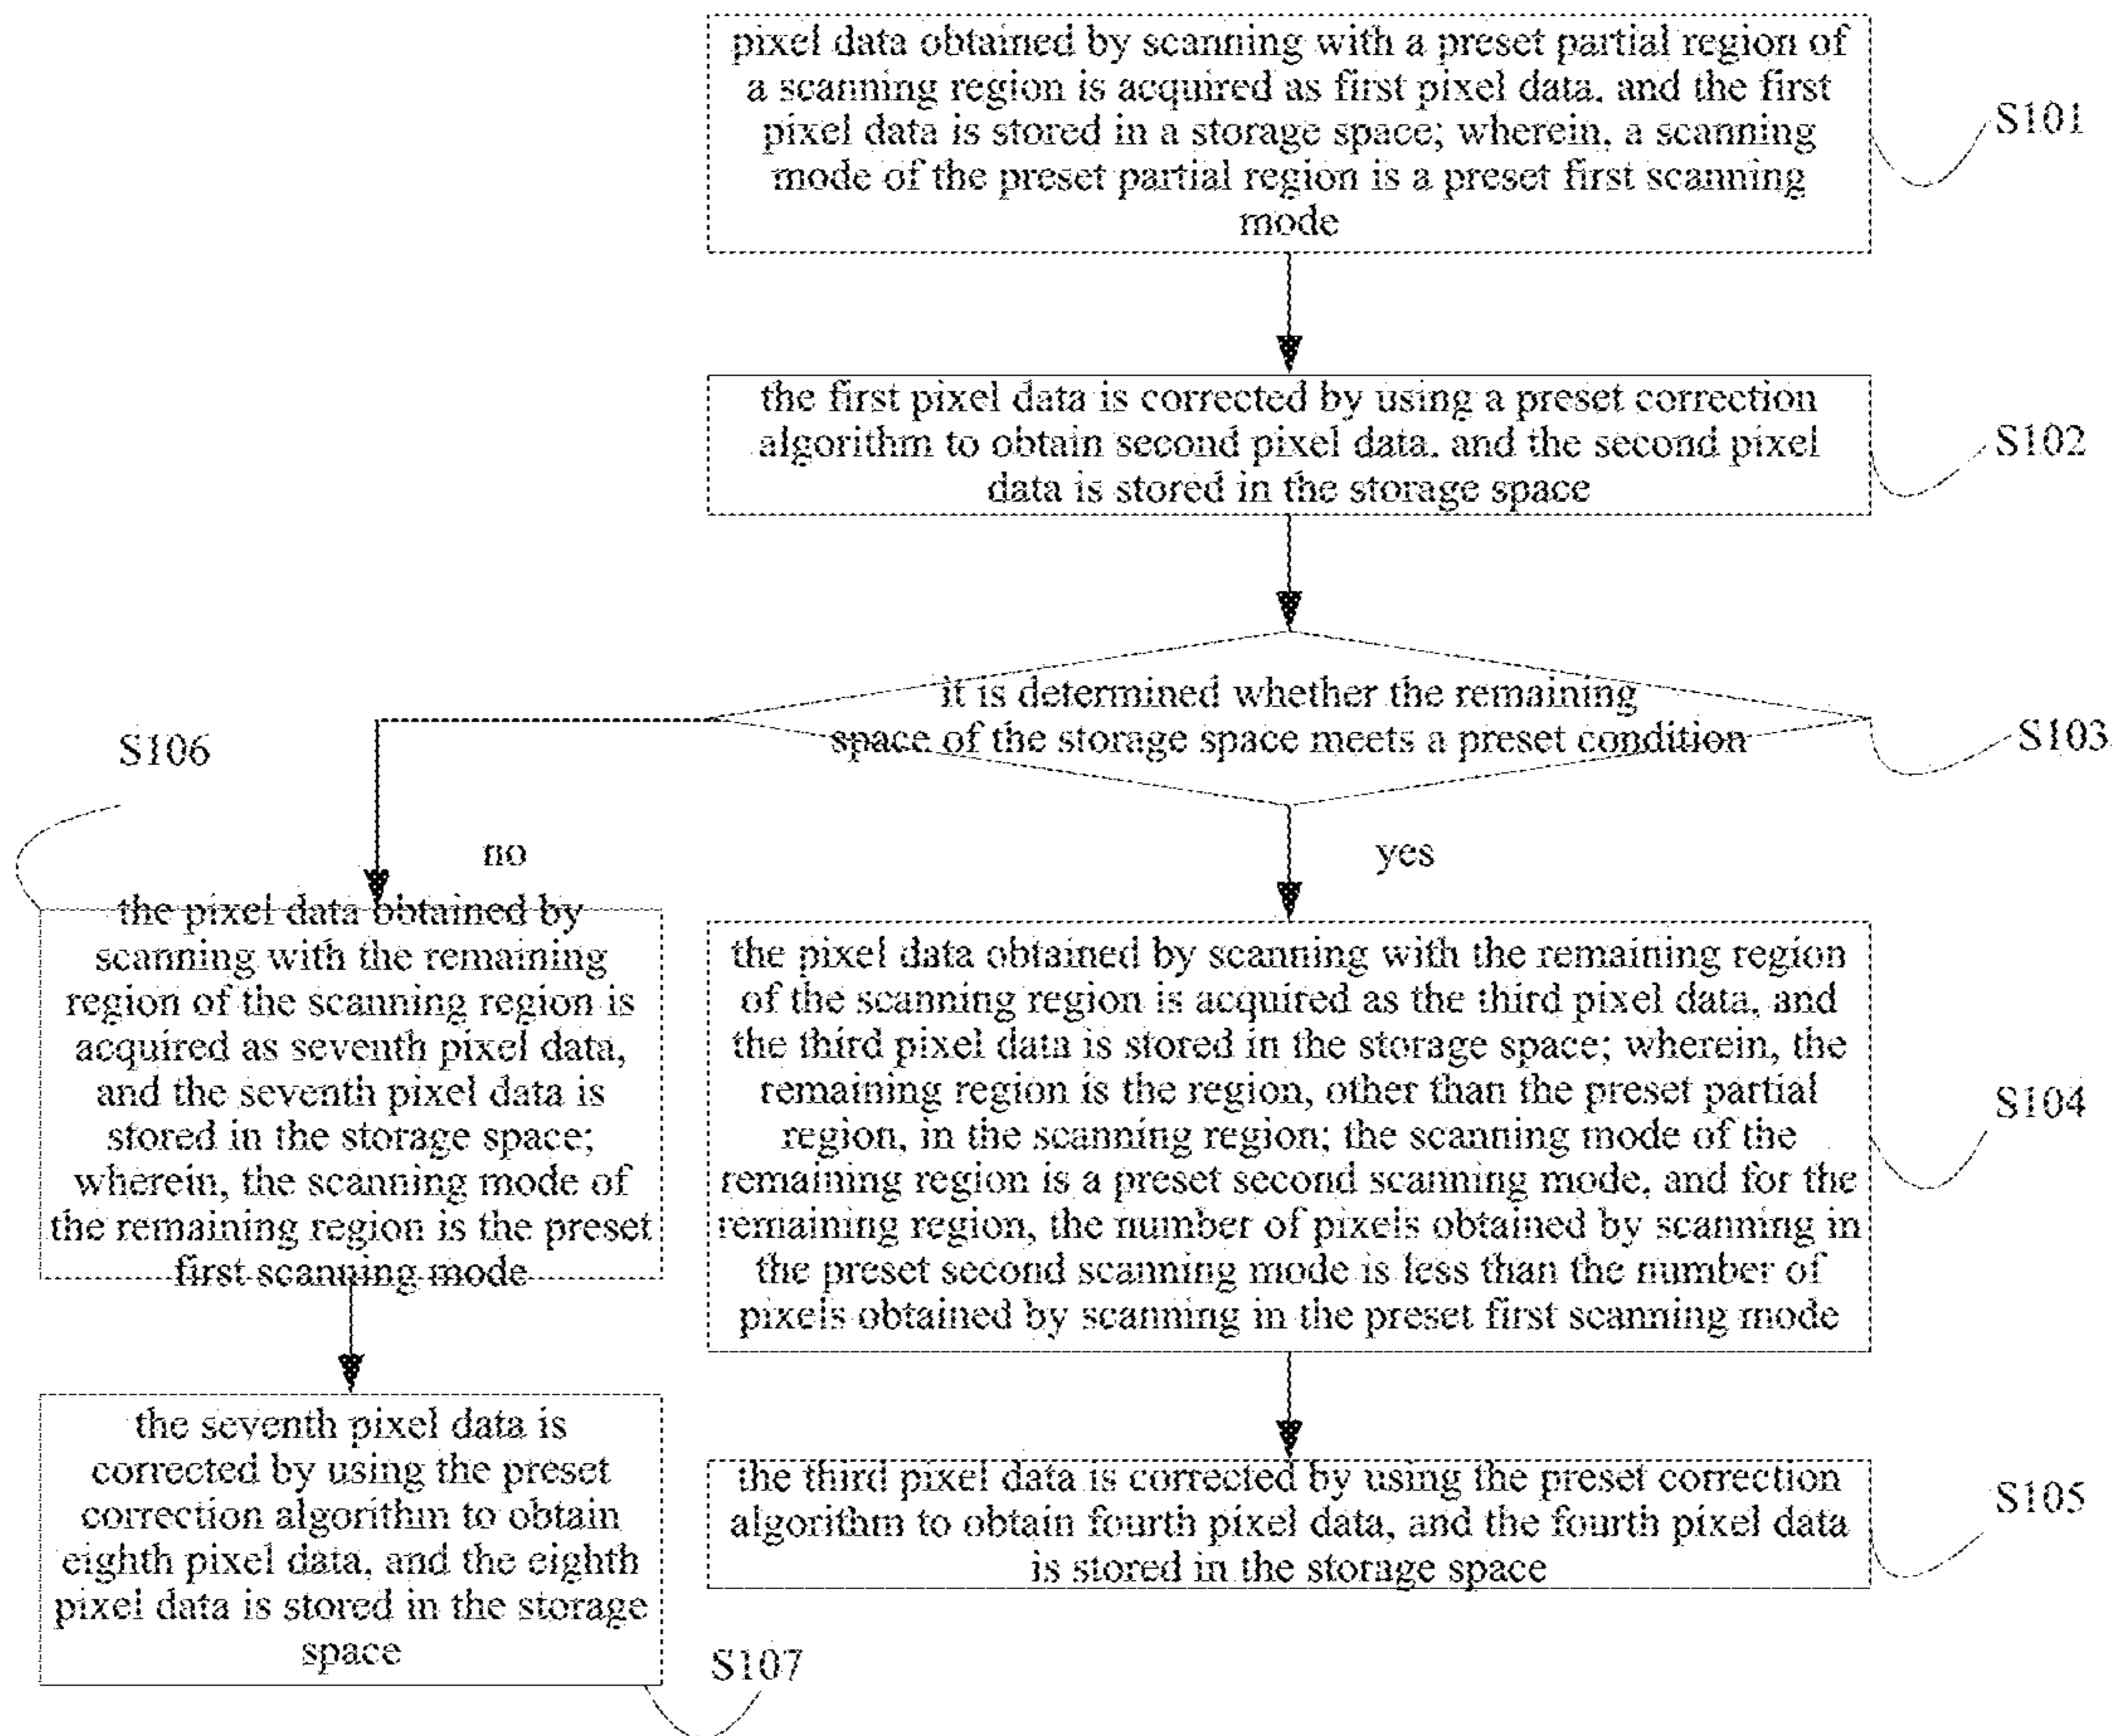 pixel data obtained by scanning with a preset partial region of
a scanning region is acquired as first pixel data, and the first
pixel data is stored in a storage space; wherein, a scanning
mode of the preset partial region is a preset first scanning
mode
S101
the first pixel data is corrected by using a preset correction
algorithm to obtain second pixel data, and the second pixel
data is stored in the storage space
S102
it is determined whether the remaining
space of the storage space meets a preset condition
S103
S106
no
yes
the pixel data obtained by
scanning with the remaining
region of the scanning region is
acquired as seventh pixel data,
and the seventh pixel data is
stored in the storage space;
wherein, the scanning mode of
the remaining region is the preset
first scanning mode
the pixel data obtained by scanning with the remaining region
of the scanning region is acquired as the third pixel data, and
the third pixel data is stored in the storage space; wherein, the
remaining region is the region, other than the preset partial
region, in the scanning region; the scanning mode of the
remaining region is a preset second scanning mode, and for the
remaining region, the number of pixels obtained by scanning in
the preset second scanning mode is less than the number of
pixels obtained by scanning in the preset first scanning mode
S104
the seventh pixel data is
corrected by using the preset
correction algorithm to obtain
eighth pixel data, and the eighth
pixel data is stored in the storage
space
S107
the third pixel data is corrected by using the preset correction
algorithm to obtain fourth pixel data, and the fourth pixel data
is stored in the storage space
S105